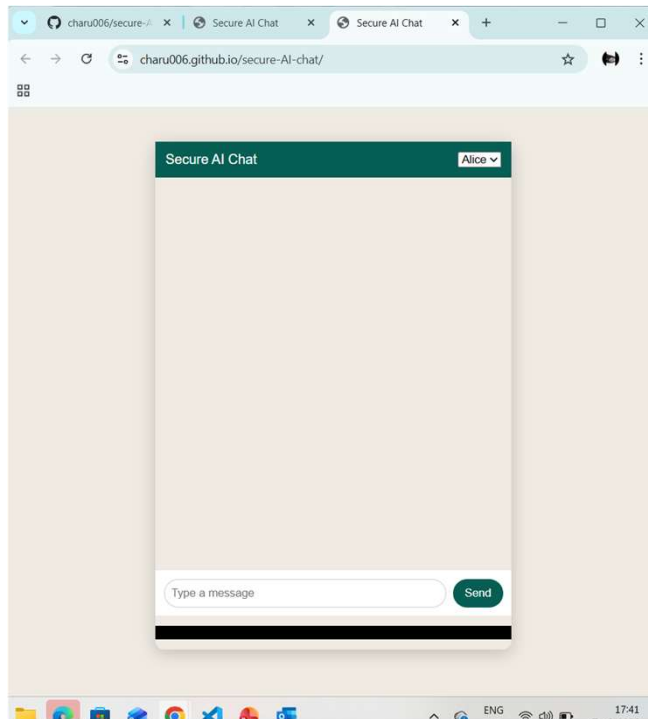 charu006/secure-A
Secure AI Chat
Secure AI Chat
charu006.github.io/secure-AI-chat/
Secure AI Chat
Alice
Type a message
Send
ENG
17:41